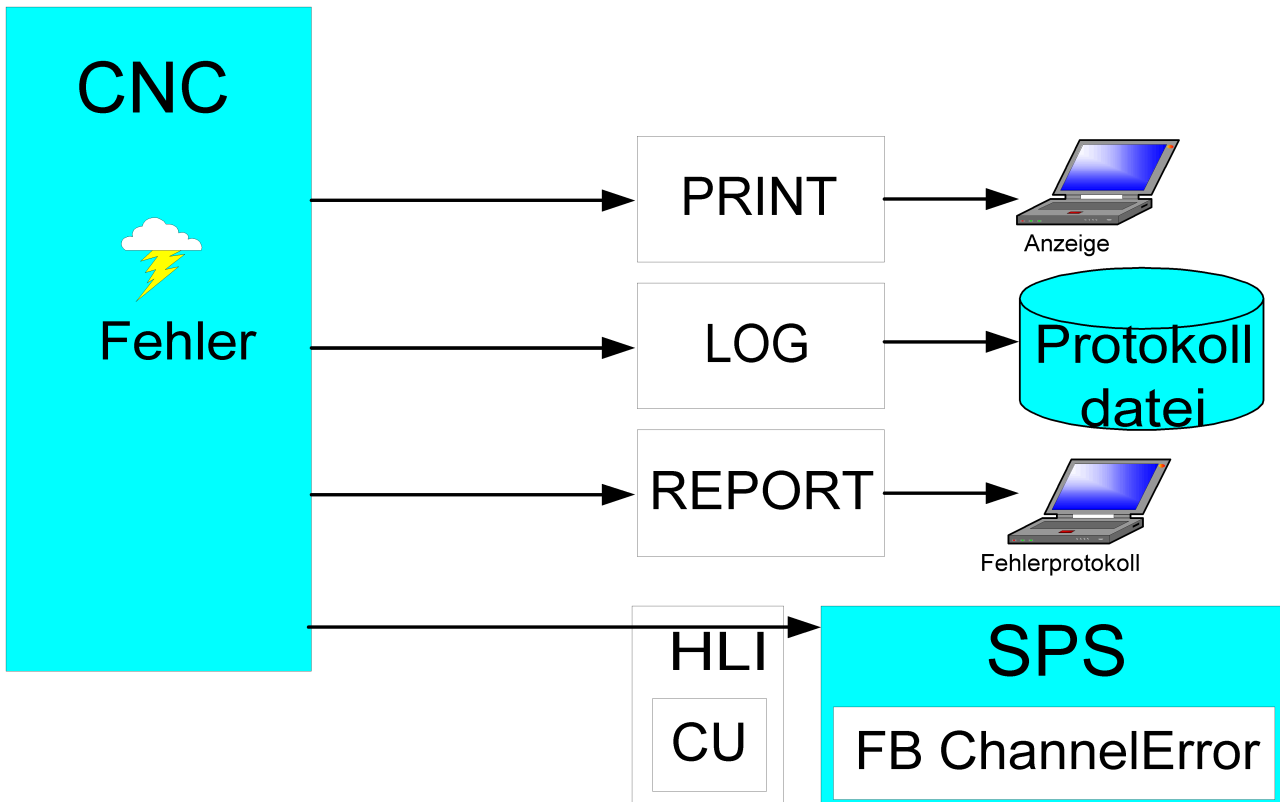 CNC
Fehler
PRINT
Anzeige
LOG
Protokoll
datei
REPORT
Fehlerprotokoll
HLI
CU
SPS
FB ChannelError